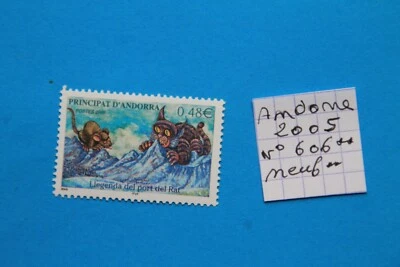 PRINCIPAT D'ANDORRA
0.48€
Llegenda del port del Rat
Andorre
2005
N° 606**
neuf**